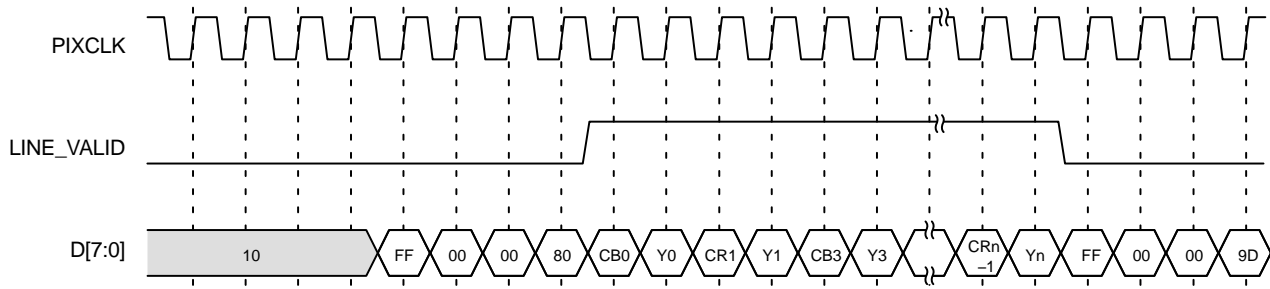 PIXCLK
LINE_VALID
D[7:0]
10
FF
00
00
80
CB0
Y0
CR1
Y1
CB3
Y3
CRn
–1
Yn
FF
00
00
9D